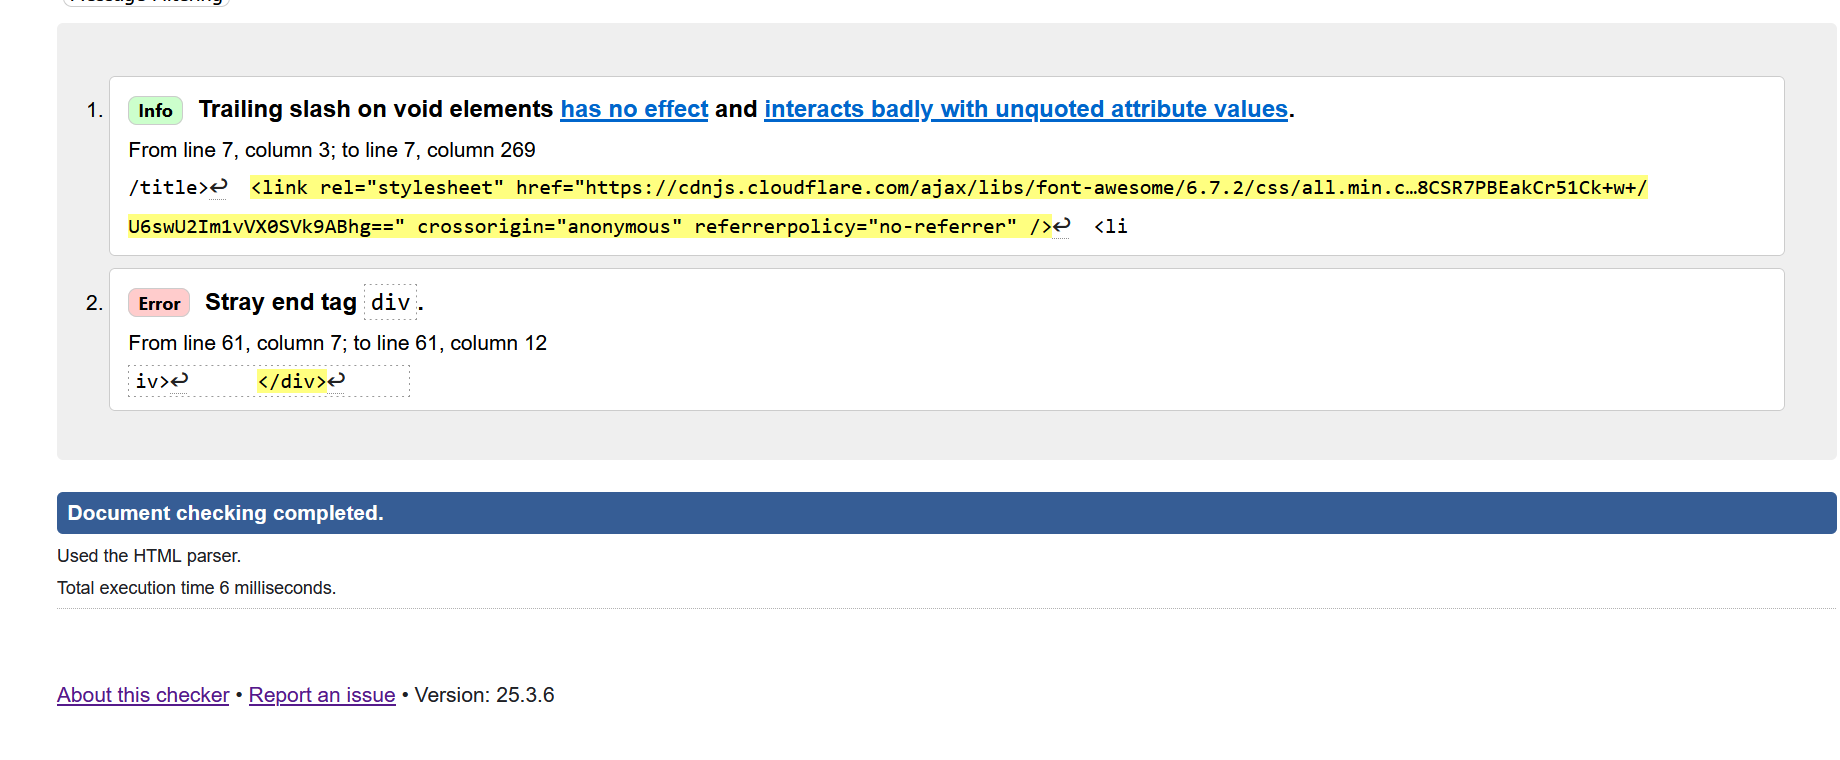 Message Filtering
1. Info Trailing slash on void elements has no effect and interacts badly with unquoted attribute values.
From line 7, column 3; to line 7, column 269
/title>↩  <link rel="stylesheet" href="https://cdnjs.cloudflare.com/ajax/libs/font-awesome/6.7.2/css/all.min.c…8CSR7PBEakCr51Ck+w+/
U6swU2Im1vVX0SVk9ABhg==" crossorigin="anonymous" referrerpolicy="no-referrer" />↩  <li
2. Error Stray end tag div.
From line 61, column 7; to line 61, column 12
iv>↩      </div>↩
Document checking completed.
Used the HTML parser.
Total execution time 6 milliseconds.
About this checker • Report an issue • Version: 25.3.6